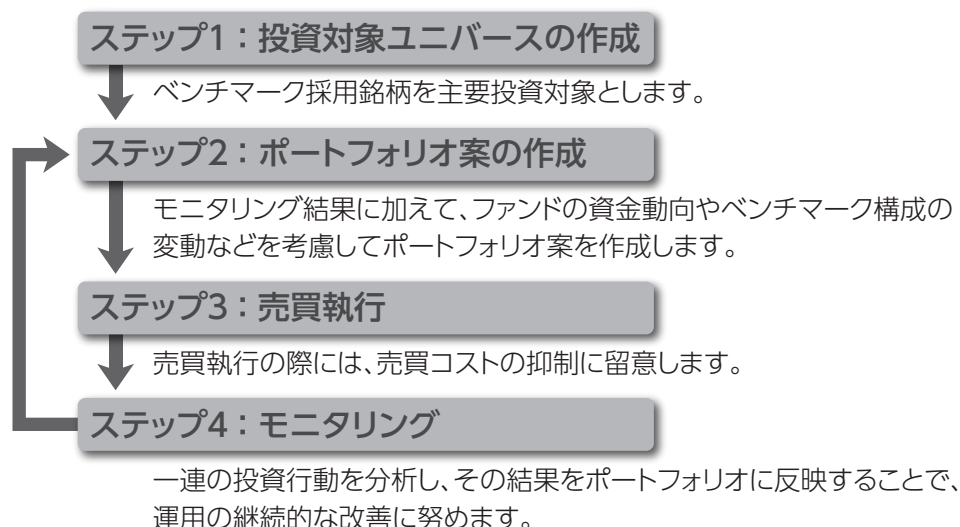 ステップ1：投資対象ユニバースの作成
ベンチマーク採用銘柄を主要投資対象とします。
ステップ2：ポートフォリオ案の作成
モニタリング結果に加えて、ファンドの資金動向やベンチマーク構成の
変動などを考慮してポートフォリオ案を作成します。
ステップ3：売買執行
売買執行の際には、売買コストの抑制に留意します。
ステップ4：モニタリング
一連の投資行動を分析し、その結果をポートフォリオに反映することで、
運用の継続的な改善に努めます。